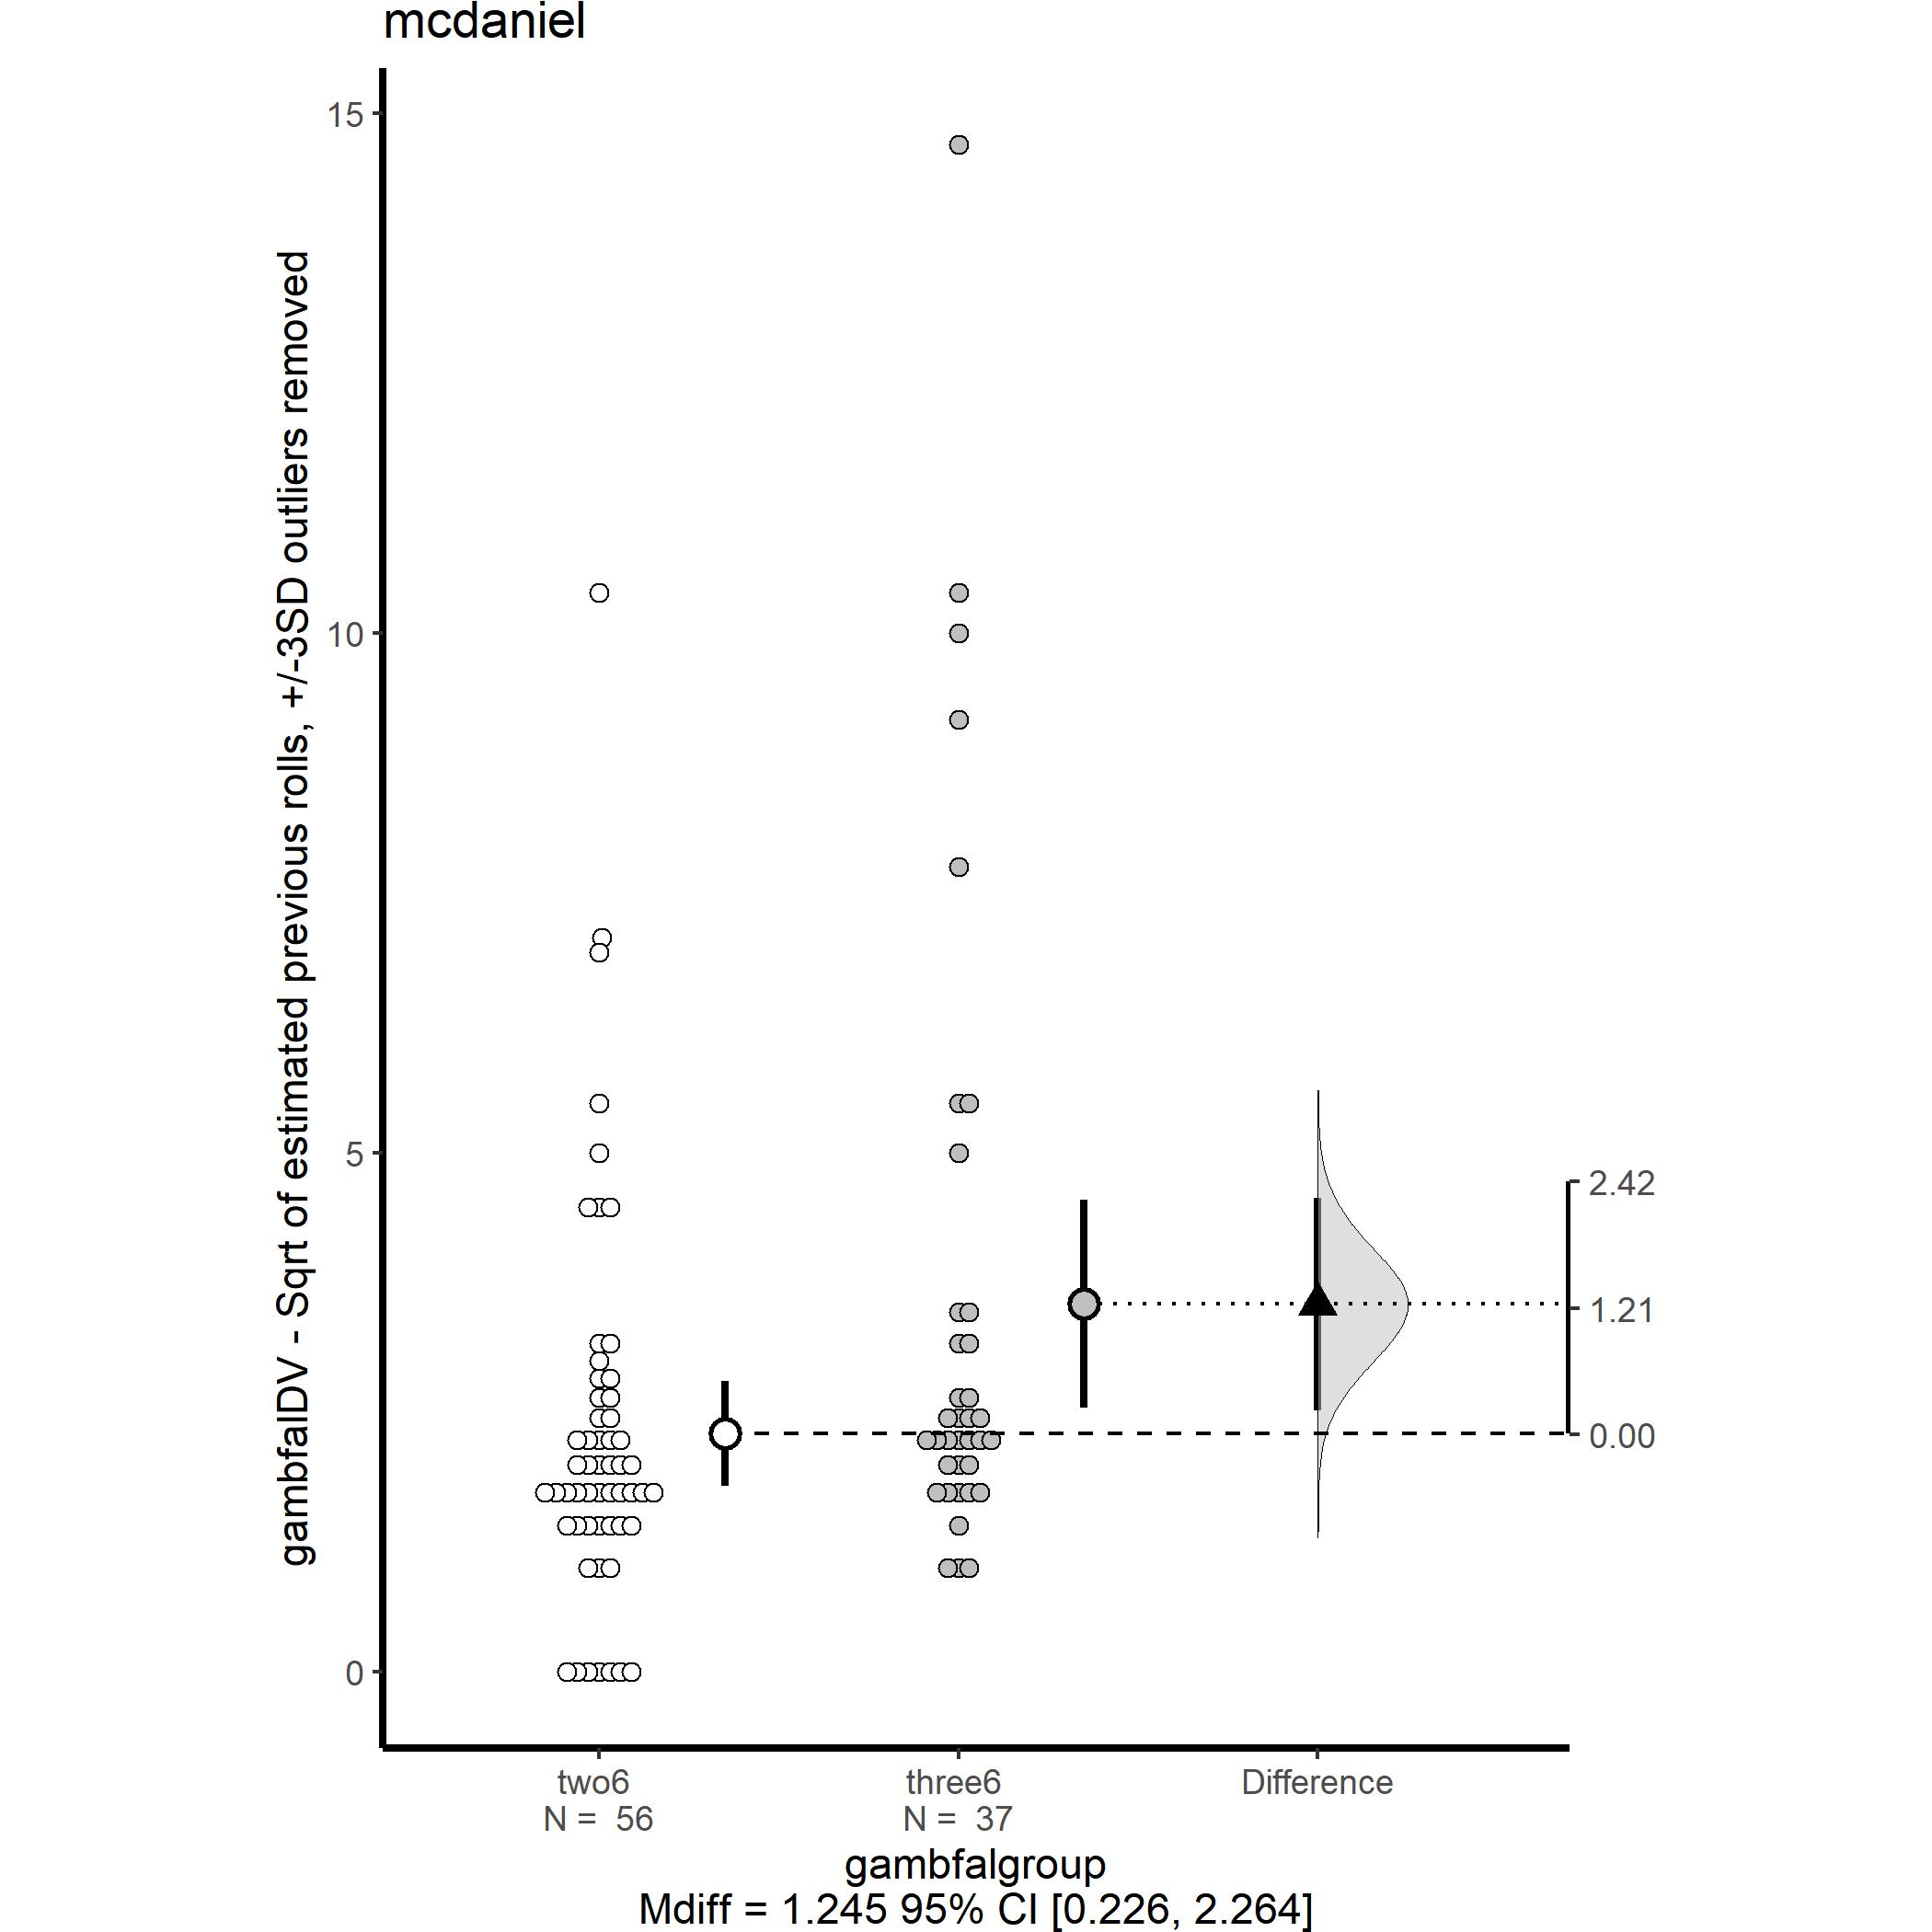 mcdaniel
gambfalDV - Sqrt of estimated previous rolls, +/-3SD outliers removed
15
10
5
0
2.42
1.21
0.00
two6
N =  56
three6
N =  37
Difference
gambfalgroup
Mdiff = 1.245 95% CI [0.226, 2.264]